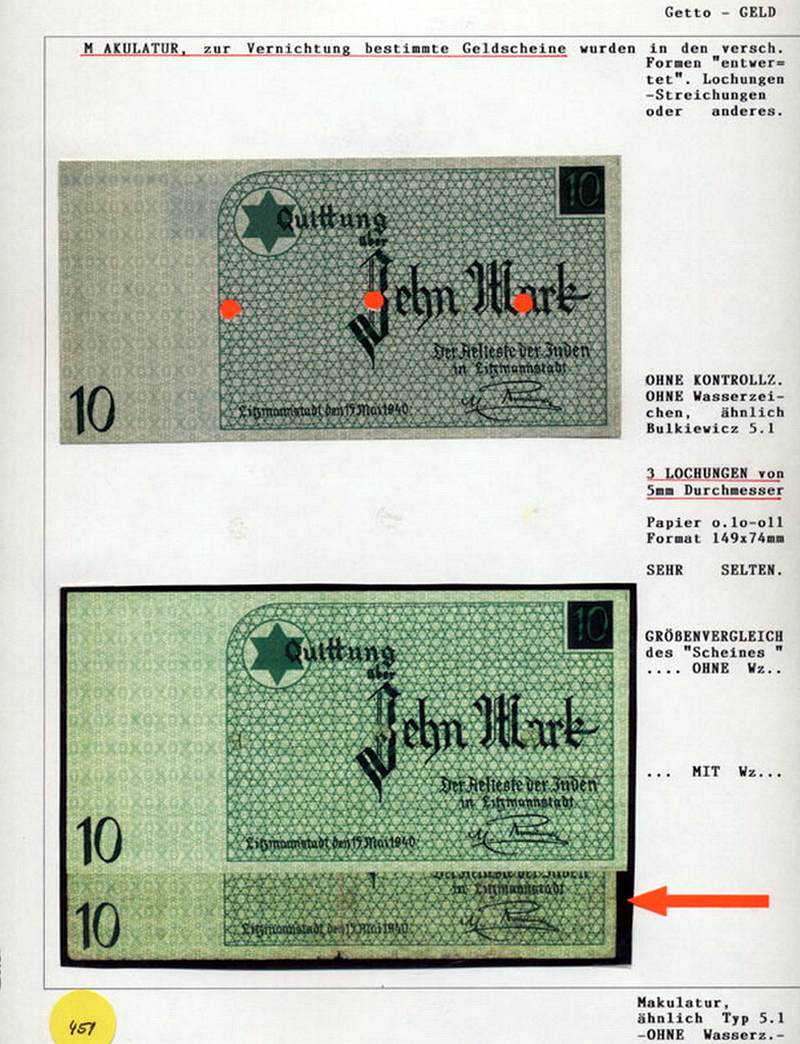 Getto - GELD
M AKULATUR, zur Vernichtung bestimmte Geldscheine wurden in den versch.
Formen "entwer=
tet". Lochungen
-Streichungen
oder anderes.
10
Quittung
über
Zehn Mark
Der Aelteste der Juden
in Litzmannstadt
Litzmannstadt, den 15. Mai 1940.
10
OHNE KONTROLLZ.
OHNE Wasserzei-
chen, ähnlich
Bulkiewicz 5.1
3 LOCHUNGEN von
5mm Durchmesser
Papier o.1o-o11
Format 149x74mm
SEHR SELTEN.
10
Quittung
über
Zehn Mark
Der Aelteste der Juden
in Litzmannstadt
Litzmannstadt, den 15. Mai 1940.
10
GRÖßENVERGLEICH
des "Scheines "
.... OHNE Wz..
... MIT Wz...
Der Aelteste der Juden
in Litzmannstadt
Litzmannstadt, den 15. Mai 1940.
10
Makulatur,
ähnlich Typ 5.1
-OHNE Wasserz.-
451